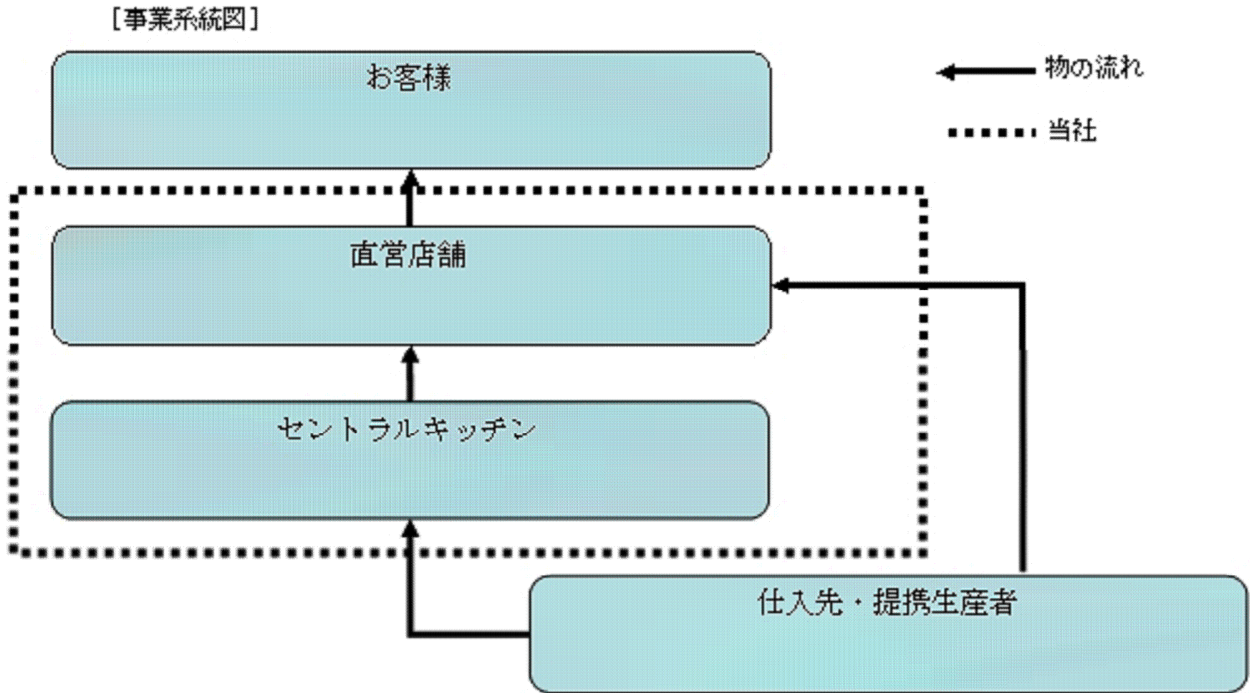 ［事業系統図］
お客様
物の流れ
当社
直営店舗
セントラルキッチン
仕入先・提携生産者